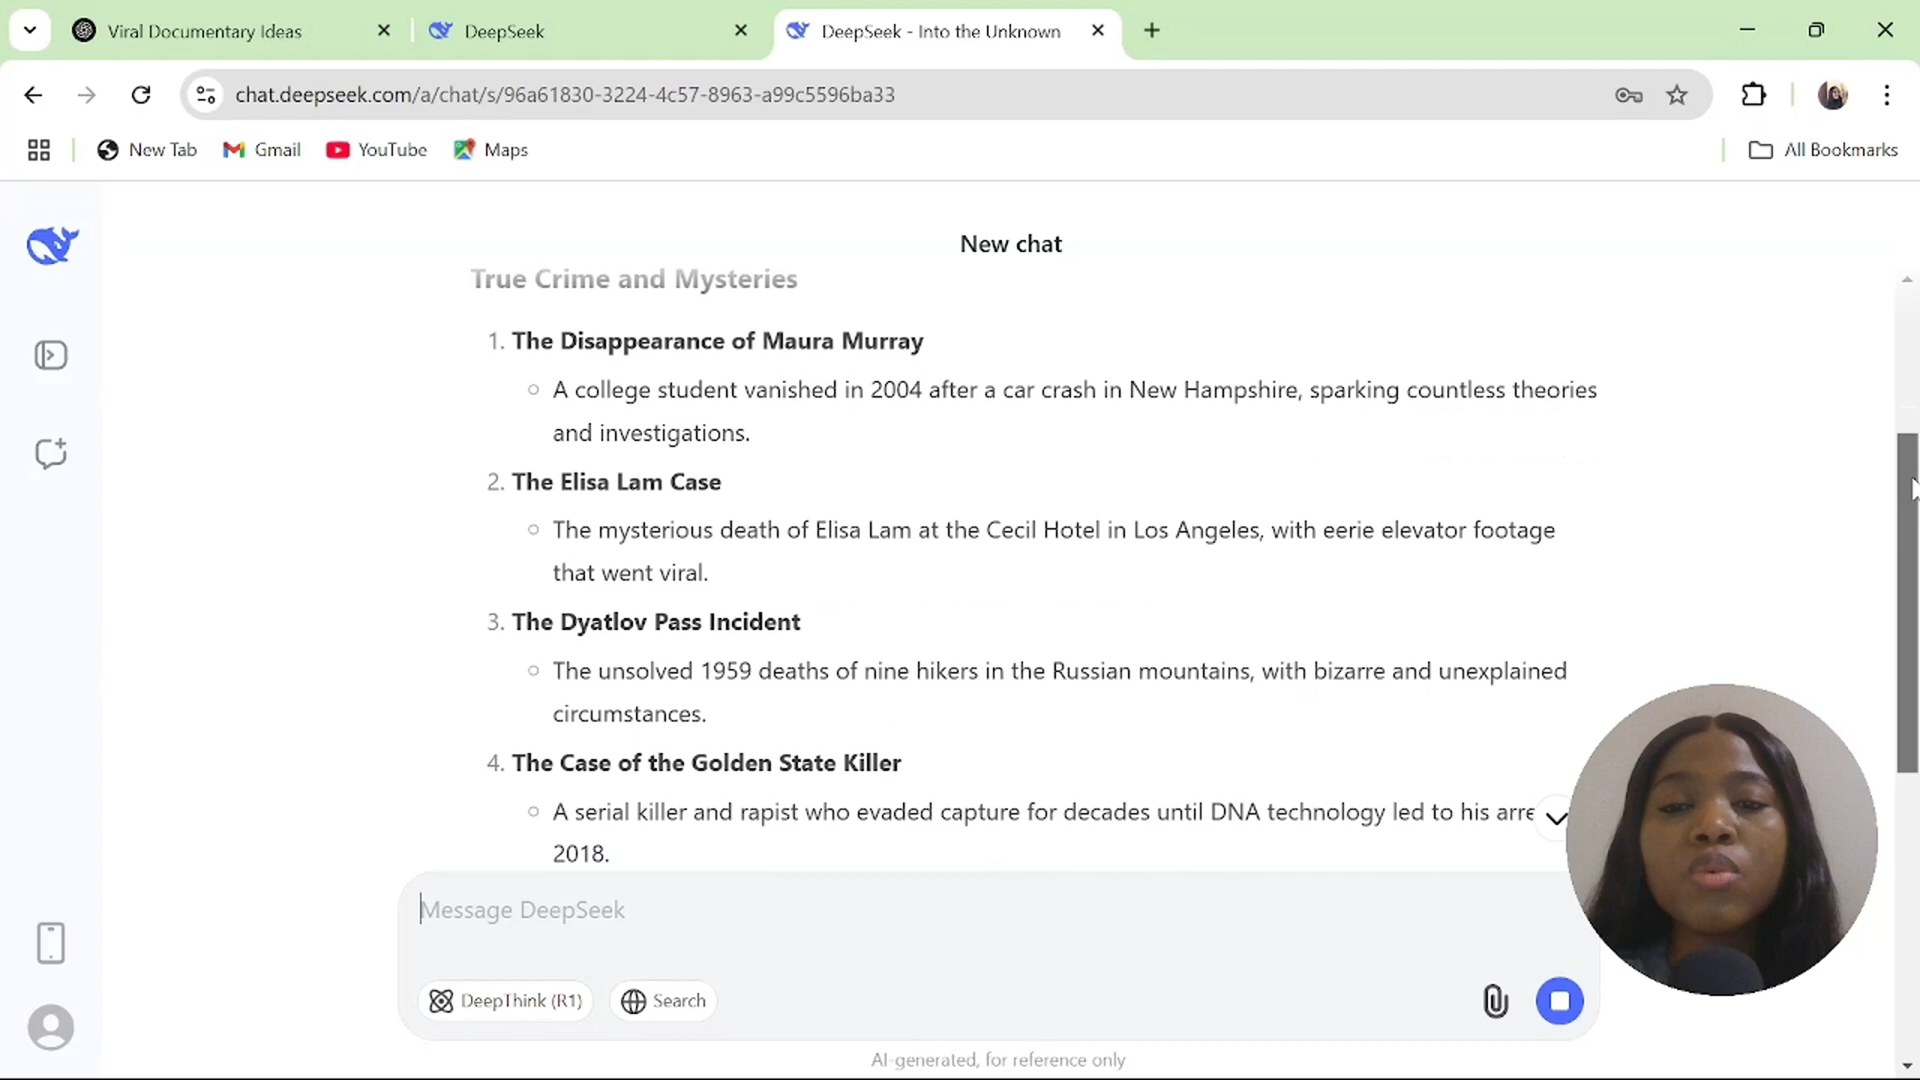 Viral Documentary Ideas
DeepSeek
DeepSeek - Into the Unknown
chat.deepseek.com/a/chat/s/96a61830-3224-4c57-8963-a99c5596ba33
New Tab
Gmail
YouTube
Maps
All Bookmarks
New chat
True Crime and Mysteries
1. The Disappearance of Maura Murray
A college student vanished in 2004 after a car crash in New Hampshire, sparking countless theories
and investigations.
2. The Elisa Lam Case
The mysterious death of Elisa Lam at the Cecil Hotel in Los Angeles, with eerie elevator footage
that went viral.
3. The Dyatlov Pass Incident
The unsolved 1959 deaths of nine hikers in the Russian mountains, with bizarre and unexplained
circumstances.
4. The Case of the Golden State Killer
A serial killer and rapist who evaded capture for decades until DNA technology led to his arre
2018.
Message DeepSeek
DeepThink (R1)
Search
AI-generated, for reference only